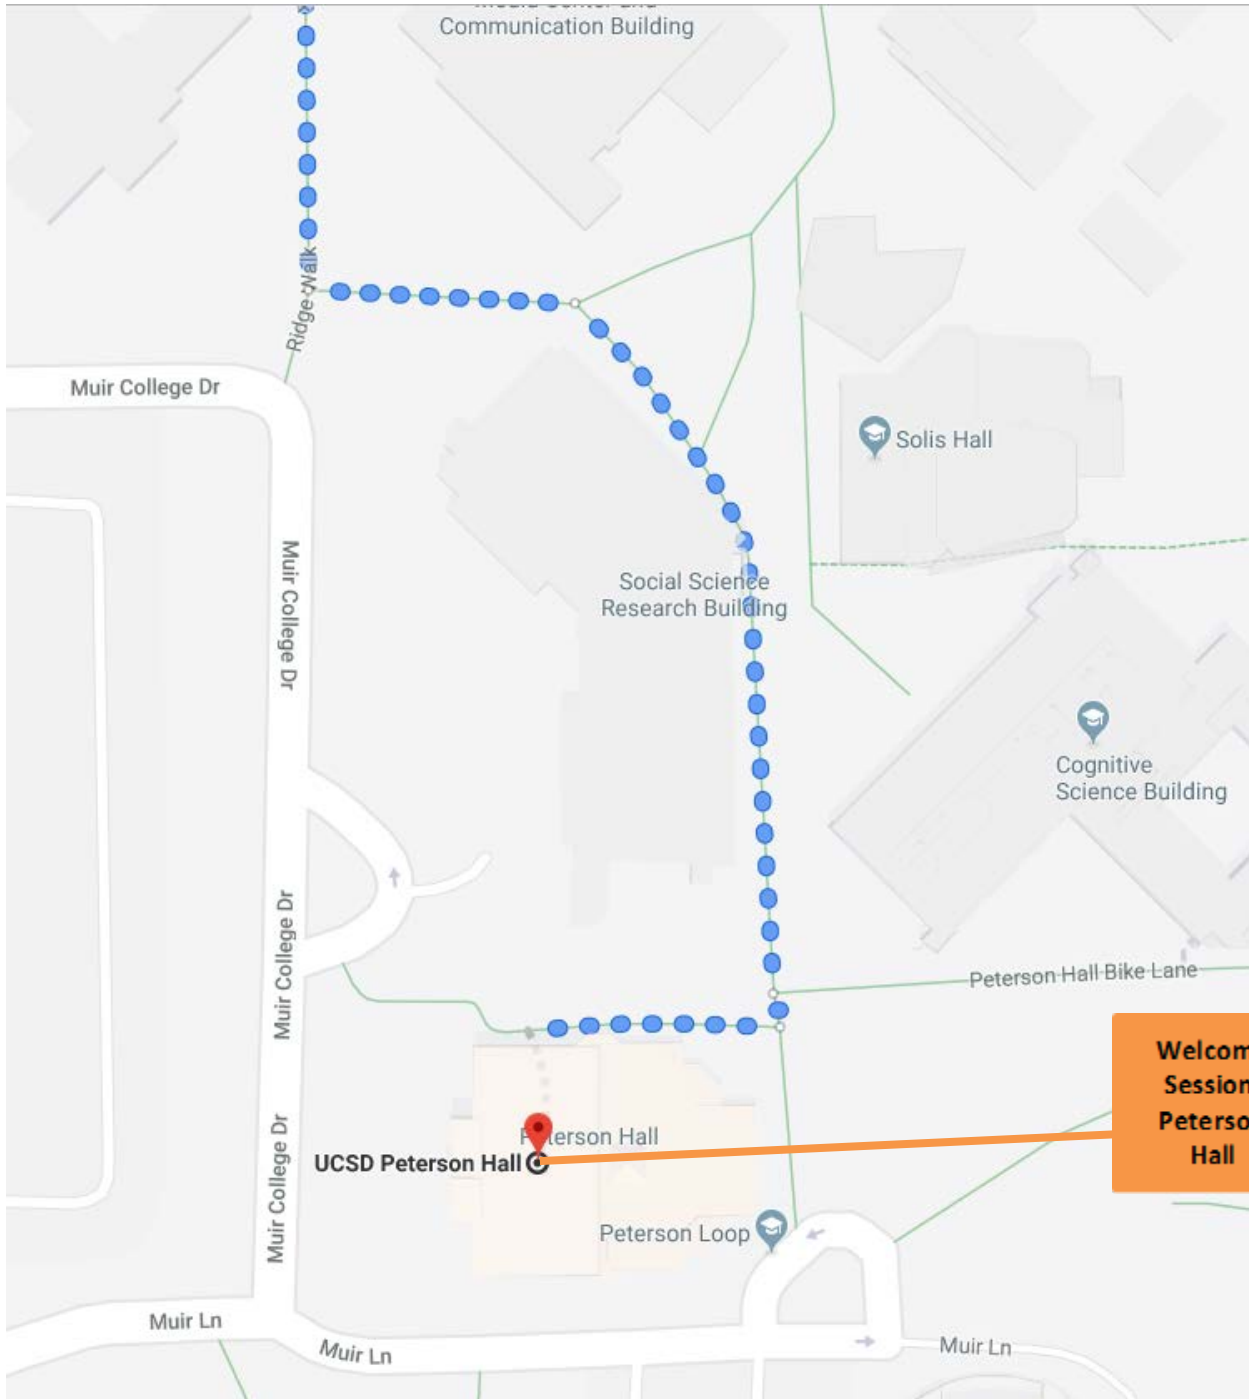 Communication Building
Ridge Walk
Muir College Dr
Solis Hall
Muir College Dr
Social Science
Research Building
Cognitive
Science Building
Muir College Dr
Peterson Hall Bike Lane
Welcom
Session
Peterso
Hall
Muir College Dr
UCSD Peterson Hall
Peterson Loop
Muir Ln
Muir Ln
Muir Ln